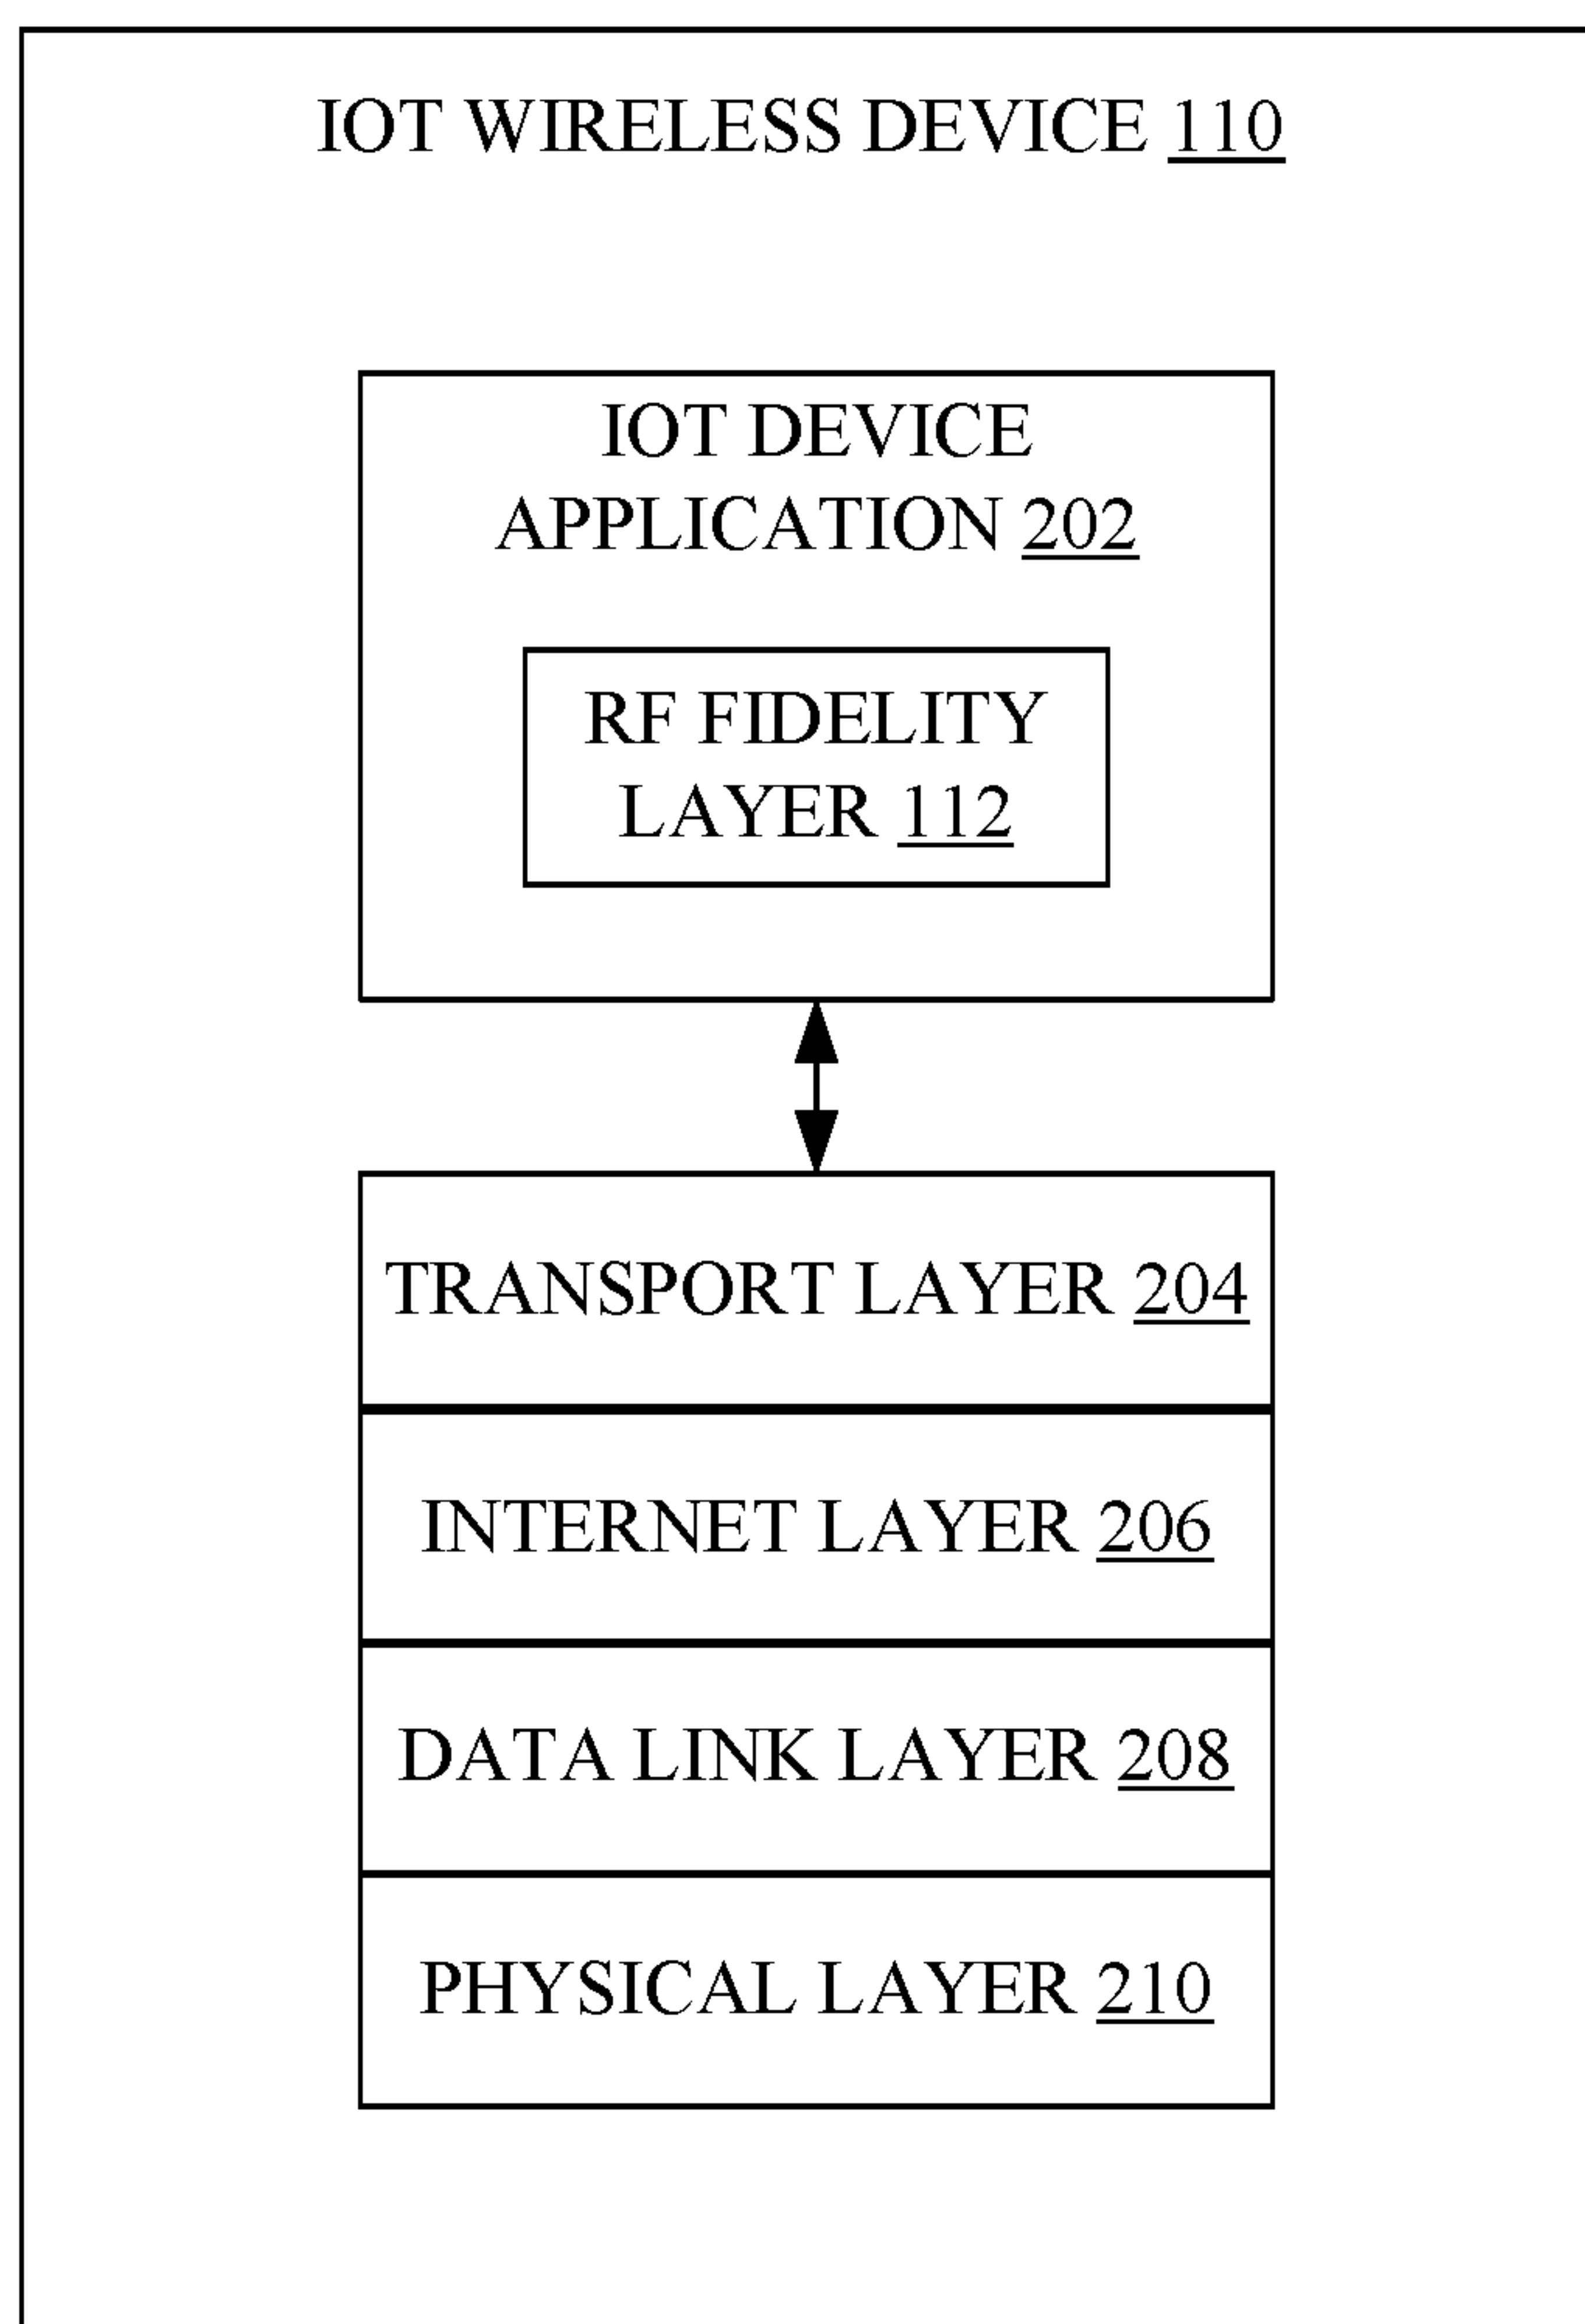 IOT WIRELESS DEVICE 110
IOT DEVICE
APPLICATION 202
RF FIDELITY
LAYER 112
TRANSPORT LAYER 204
INTERNET LAYER 206
DATA LINK LAYER 208
PHYSICAL LAYER 210